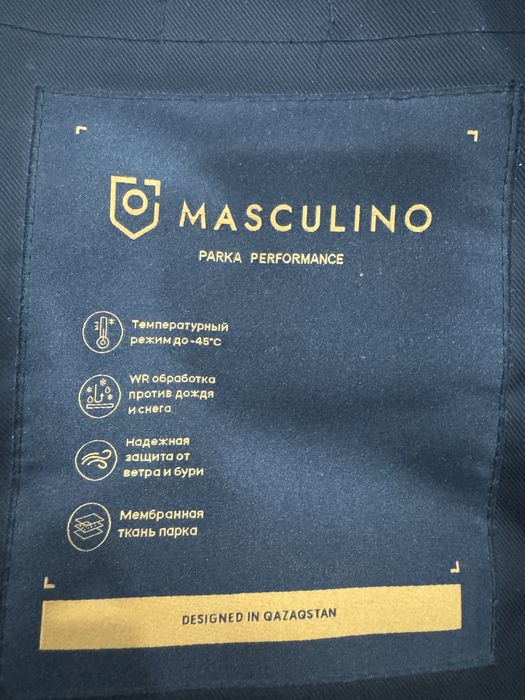 MASCULINO
PARKA PERFORMANCE
Температурный
режим до -45°C
WR обработка
против дождя
и снега
Надежная
защита от
ветра и бури
Мембранная
ткань парка
DESIGNED IN QAZAQSTAN